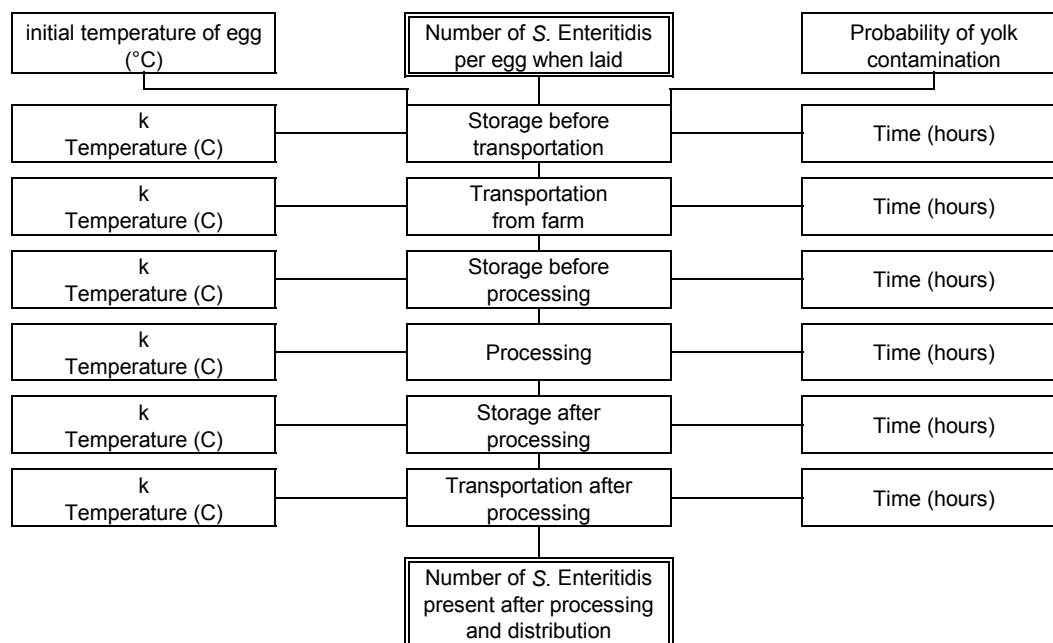 initial temperature of egg
(°C)
Number of S. Enteritidis
per egg when laid
Probability of yolk
contamination
k
Temperature (C)
Storage before
transportation
Time (hours)
k
Temperature (C)
Transportation
from farm
Time (hours)
k
Temperature (C)
Storage before
processing
Time (hours)
k
Temperature (C)
Processing
Time (hours)
k
Temperature (C)
Storage after
processing
Time (hours)
k
Temperature (C)
Transportation after
processing
Time (hours)
Number of S. Enteritidis
present after processing
and distribution